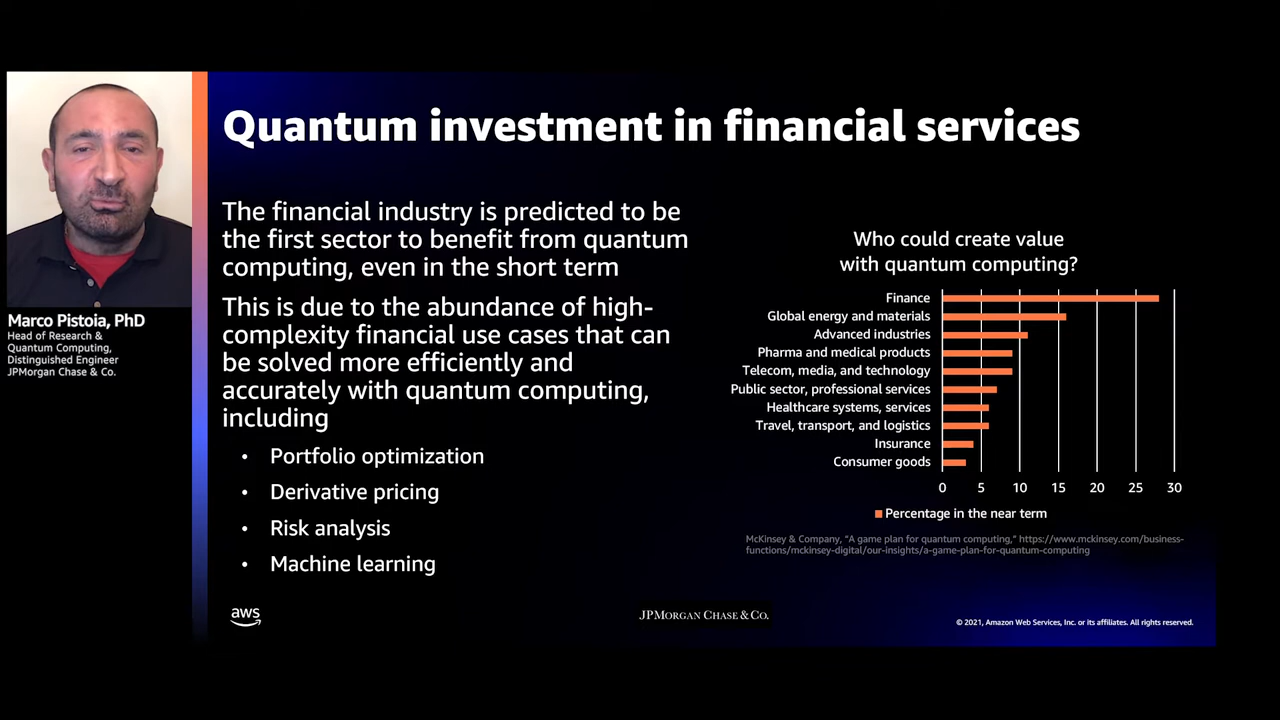 Quantum investment in financial services
Marco Pistoia, PhD
Head of Research &
Quantum Computing,
Distinguished Engineer
JPMorgan Chase & Co.
The financial industry is predicted to be
the first sector to benefit from quantum
computing, even in the short term
This is due to the abundance of high-
complexity financial use cases that can
be solved more efficiently and
accurately with quantum computing,
including
• Portfolio optimization
• Derivative pricing
• Risk analysis
• Machine learning
Who could create value
with quantum computing?
Finance
Global energy and materials
Advanced industries
Pharma and medical products
Telecom, media, and technology
Public sector, professional services
Healthcare systems, services
Travel, transport, and logistics
Insurance
Consumer goods
0 5 10 15 20 25 30
Percentage in the near term
McKinsey & Company, “A game plan for quantum computing,” https://www.mckinsey.com/business-
functions/mckinsey-digital/our-insights/a-game-plan-for-quantum-computing
aws
JPMORGAN CHASE & CO.
© 2021, Amazon Web Services, Inc. or its affiliates. All rights reserved.